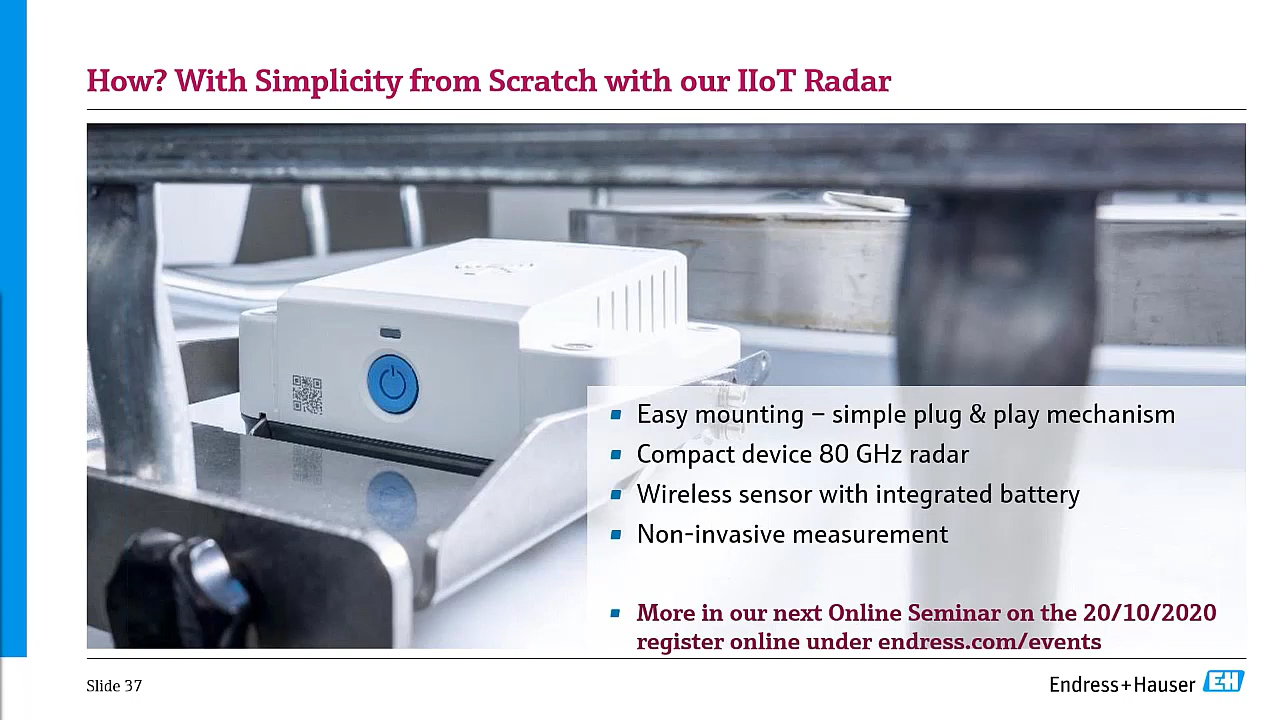 How? With Simplicity from Scratch with our IIoT Radar
Easy mounting – simple plug & play mechanism
Compact device 80 GHz radar
Wireless sensor with integrated battery
Non-invasive measurement
More in our next Online Seminar on the 20/10/2020
register online under endress.com/events
Slide 37
Endress+Hauser EH